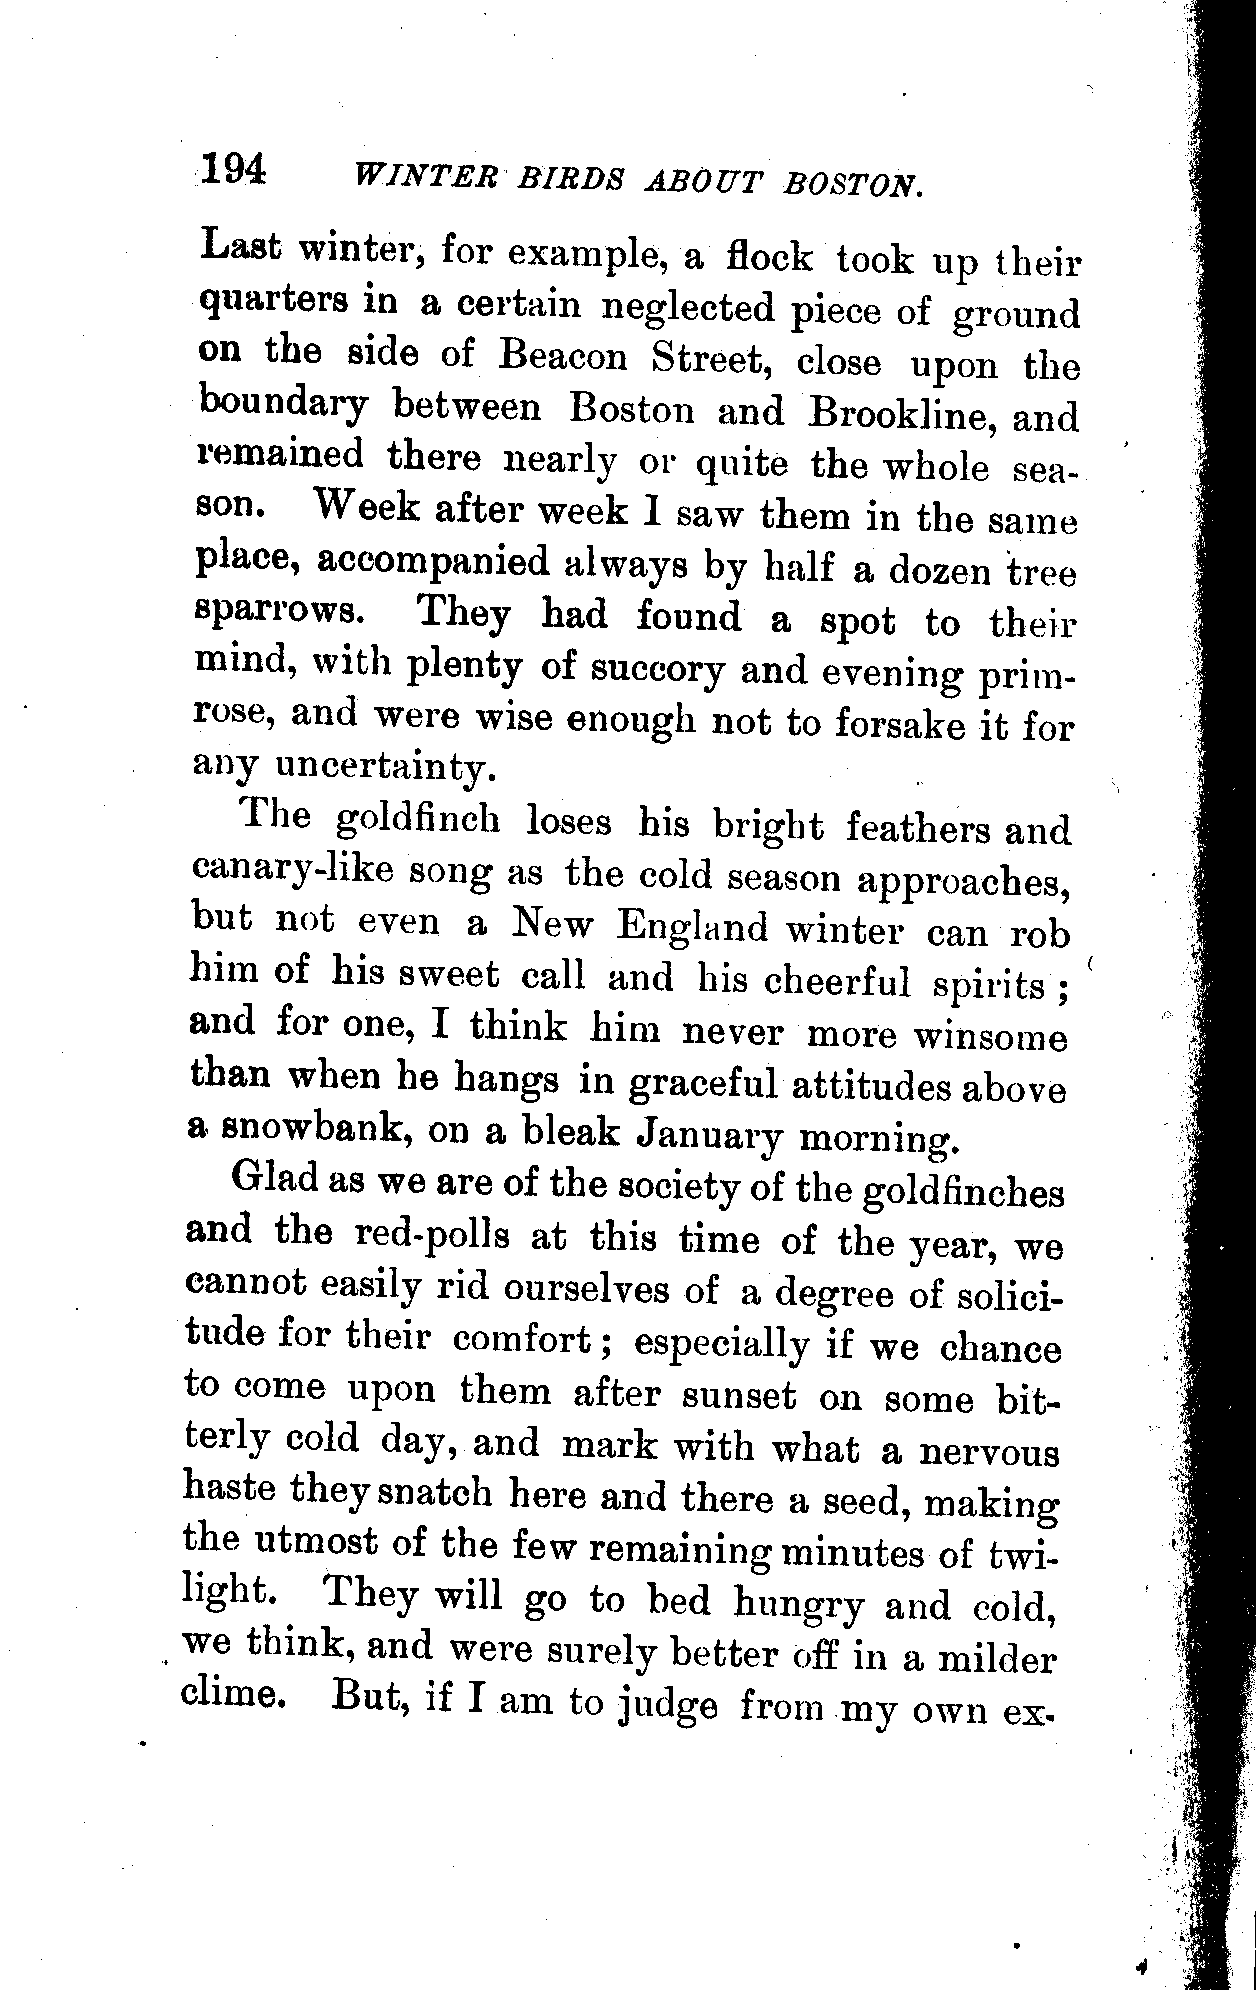 194 WINTER BIRDS ABOUT BOSTON.
Last winter, for example, a flock took up their
quarters in a certain neglected piece of ground
on the side of Beacon Street, close upon the
boundary between Boston and Brookline, and
remained there nearly or quite the whole sea-
son. Week after week I saw them in the same
place, accompanied always by half a dozen tree
sparrows. They had found a spot to their
mind, with plenty of succory and evening prim-
rose, and were wise enough not to forsake it for
any uncertainty.
The goldfinch loses his bright feathers and
canary-like song as the cold season approaches,
but not even a New England winter can rob
him of his sweet call and his cheerful spirits ;
and for one, I think him never more winsome
than when he hangs in graceful attitudes above
a snowbank, on a bleak January morning.
Glad as we are of the society of the goldfinches
and the red-polls at this time of the year, we
cannot easily rid ourselves of a degree of solici-
tude for their comfort ; especially if we chance
to come upon them after sunset on some bit-
terly cold day, and mark with what a nervous
haste they snatch here and there a seed, making
the utmost of the few remaining minutes of twi-
light. They will go to bed hungry and cold,
we think, and were surely better off in a milder
clime. But, if I am to judge from my own ex-